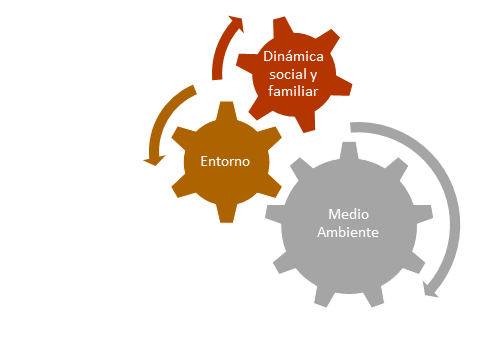 Dinámica
social y
familiar
Entorno
Medio
Ambiente